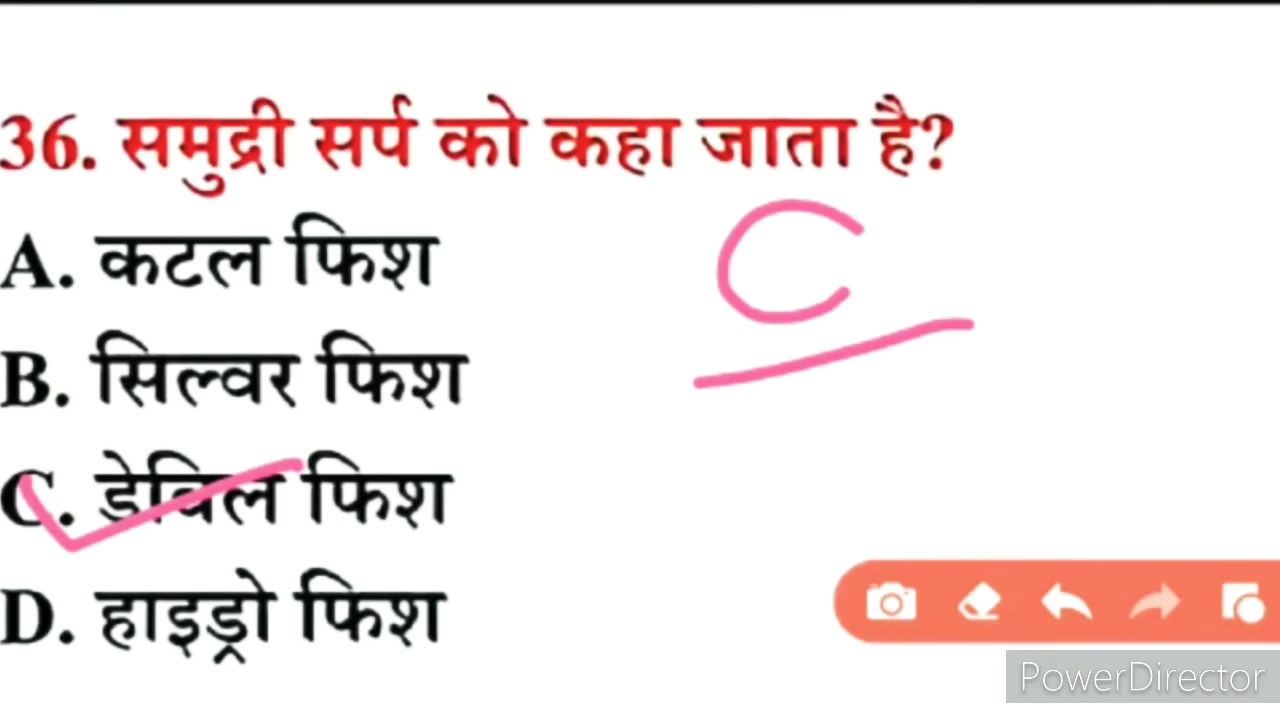 36. समुद्री सर्प को कहा जाता है?
A. कटल फिश
C
B. सिल्वर फिश
C. डेविल फिश
D. हाइड्रो फिश
PowerDirector